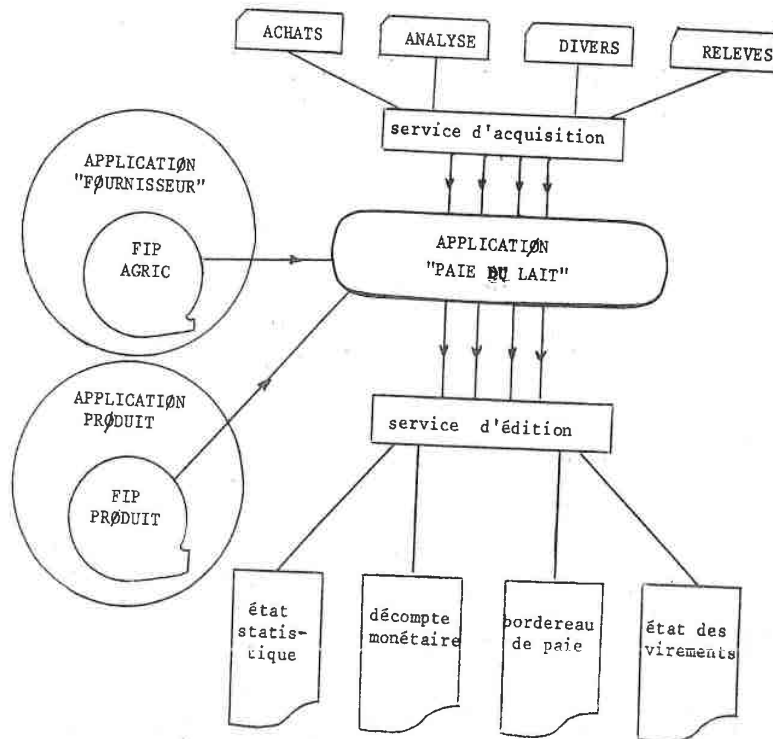 ACHATS
ANALYSE
DIVERS
RELEVES
service d'acquisition
APPLICATIØN
"FØURNISSEUR"
FIP
AGRIC
APPLICATIØN
"PAIE DU LAIT"
APPLICATIØN
PRØDUIT
FIP
PRØDUIT
service d'édition
état
statis-
tique
décompte
monétaire
bordereau
de paie
état des
virements